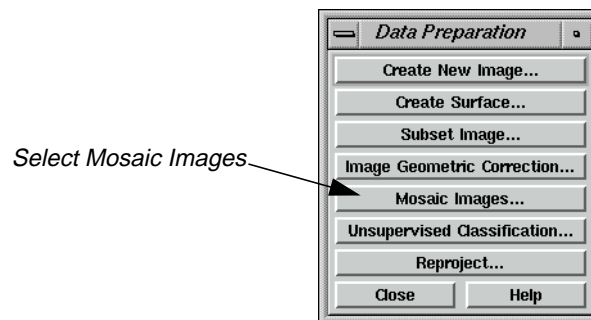 Data Preparation
Create New Image...
Create Surface...
Subset Image...
Select Mosaic Images
Image Geometric Correction...
Mosaic Images...
Unsupervised Classification...
Reproject...
Close Help